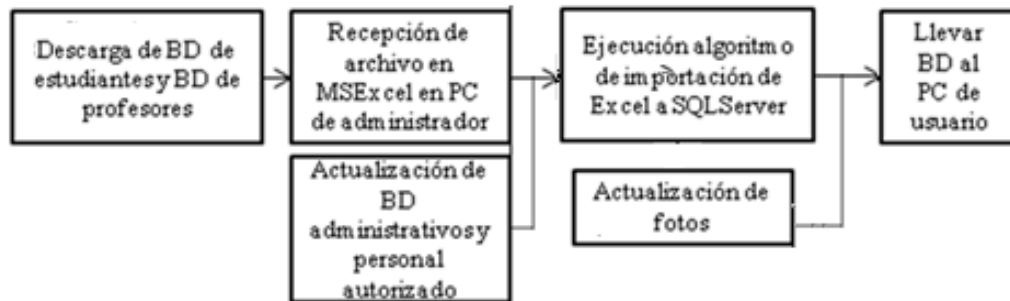 Descarga de BD de
estudiantes y BD de
profesores
Recepción de
archivo en
MSExcel en PC
de administrador
Actualización de
BD
administrativos y
personal
autorizado
Ejecución algoritmo
de importación de
Excel a SQLServer
Actualización de
fotos
Llevar
BD al
PC de
usuario